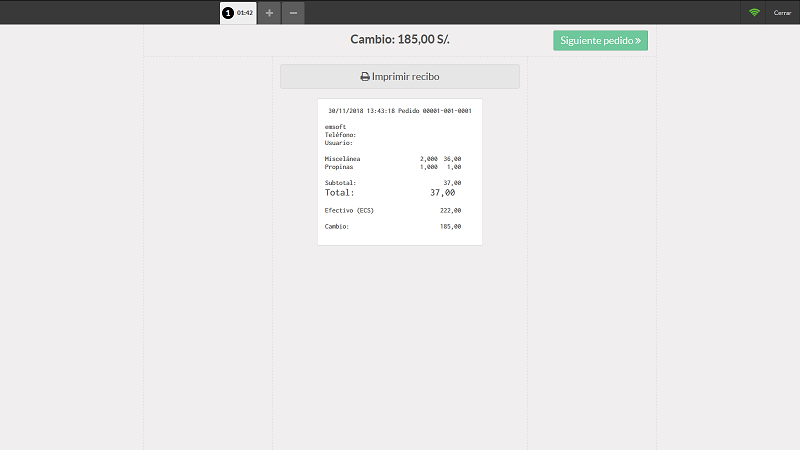 1 01:42 + − Cerrar
Cambio: 185,00 S/. Siguiente pedido »
Imprimir recibo
30/11/2018 13:43:18 Pedido 00001-001-0001
emsoft
Teléfono:
Usuario:
Miscelánea 2,000 36,00
Propinas 1,000 1,00
Subtotal: 37,00
Total: 37,00
Efectivo (ECS) 222,00
Cambio: 185,00